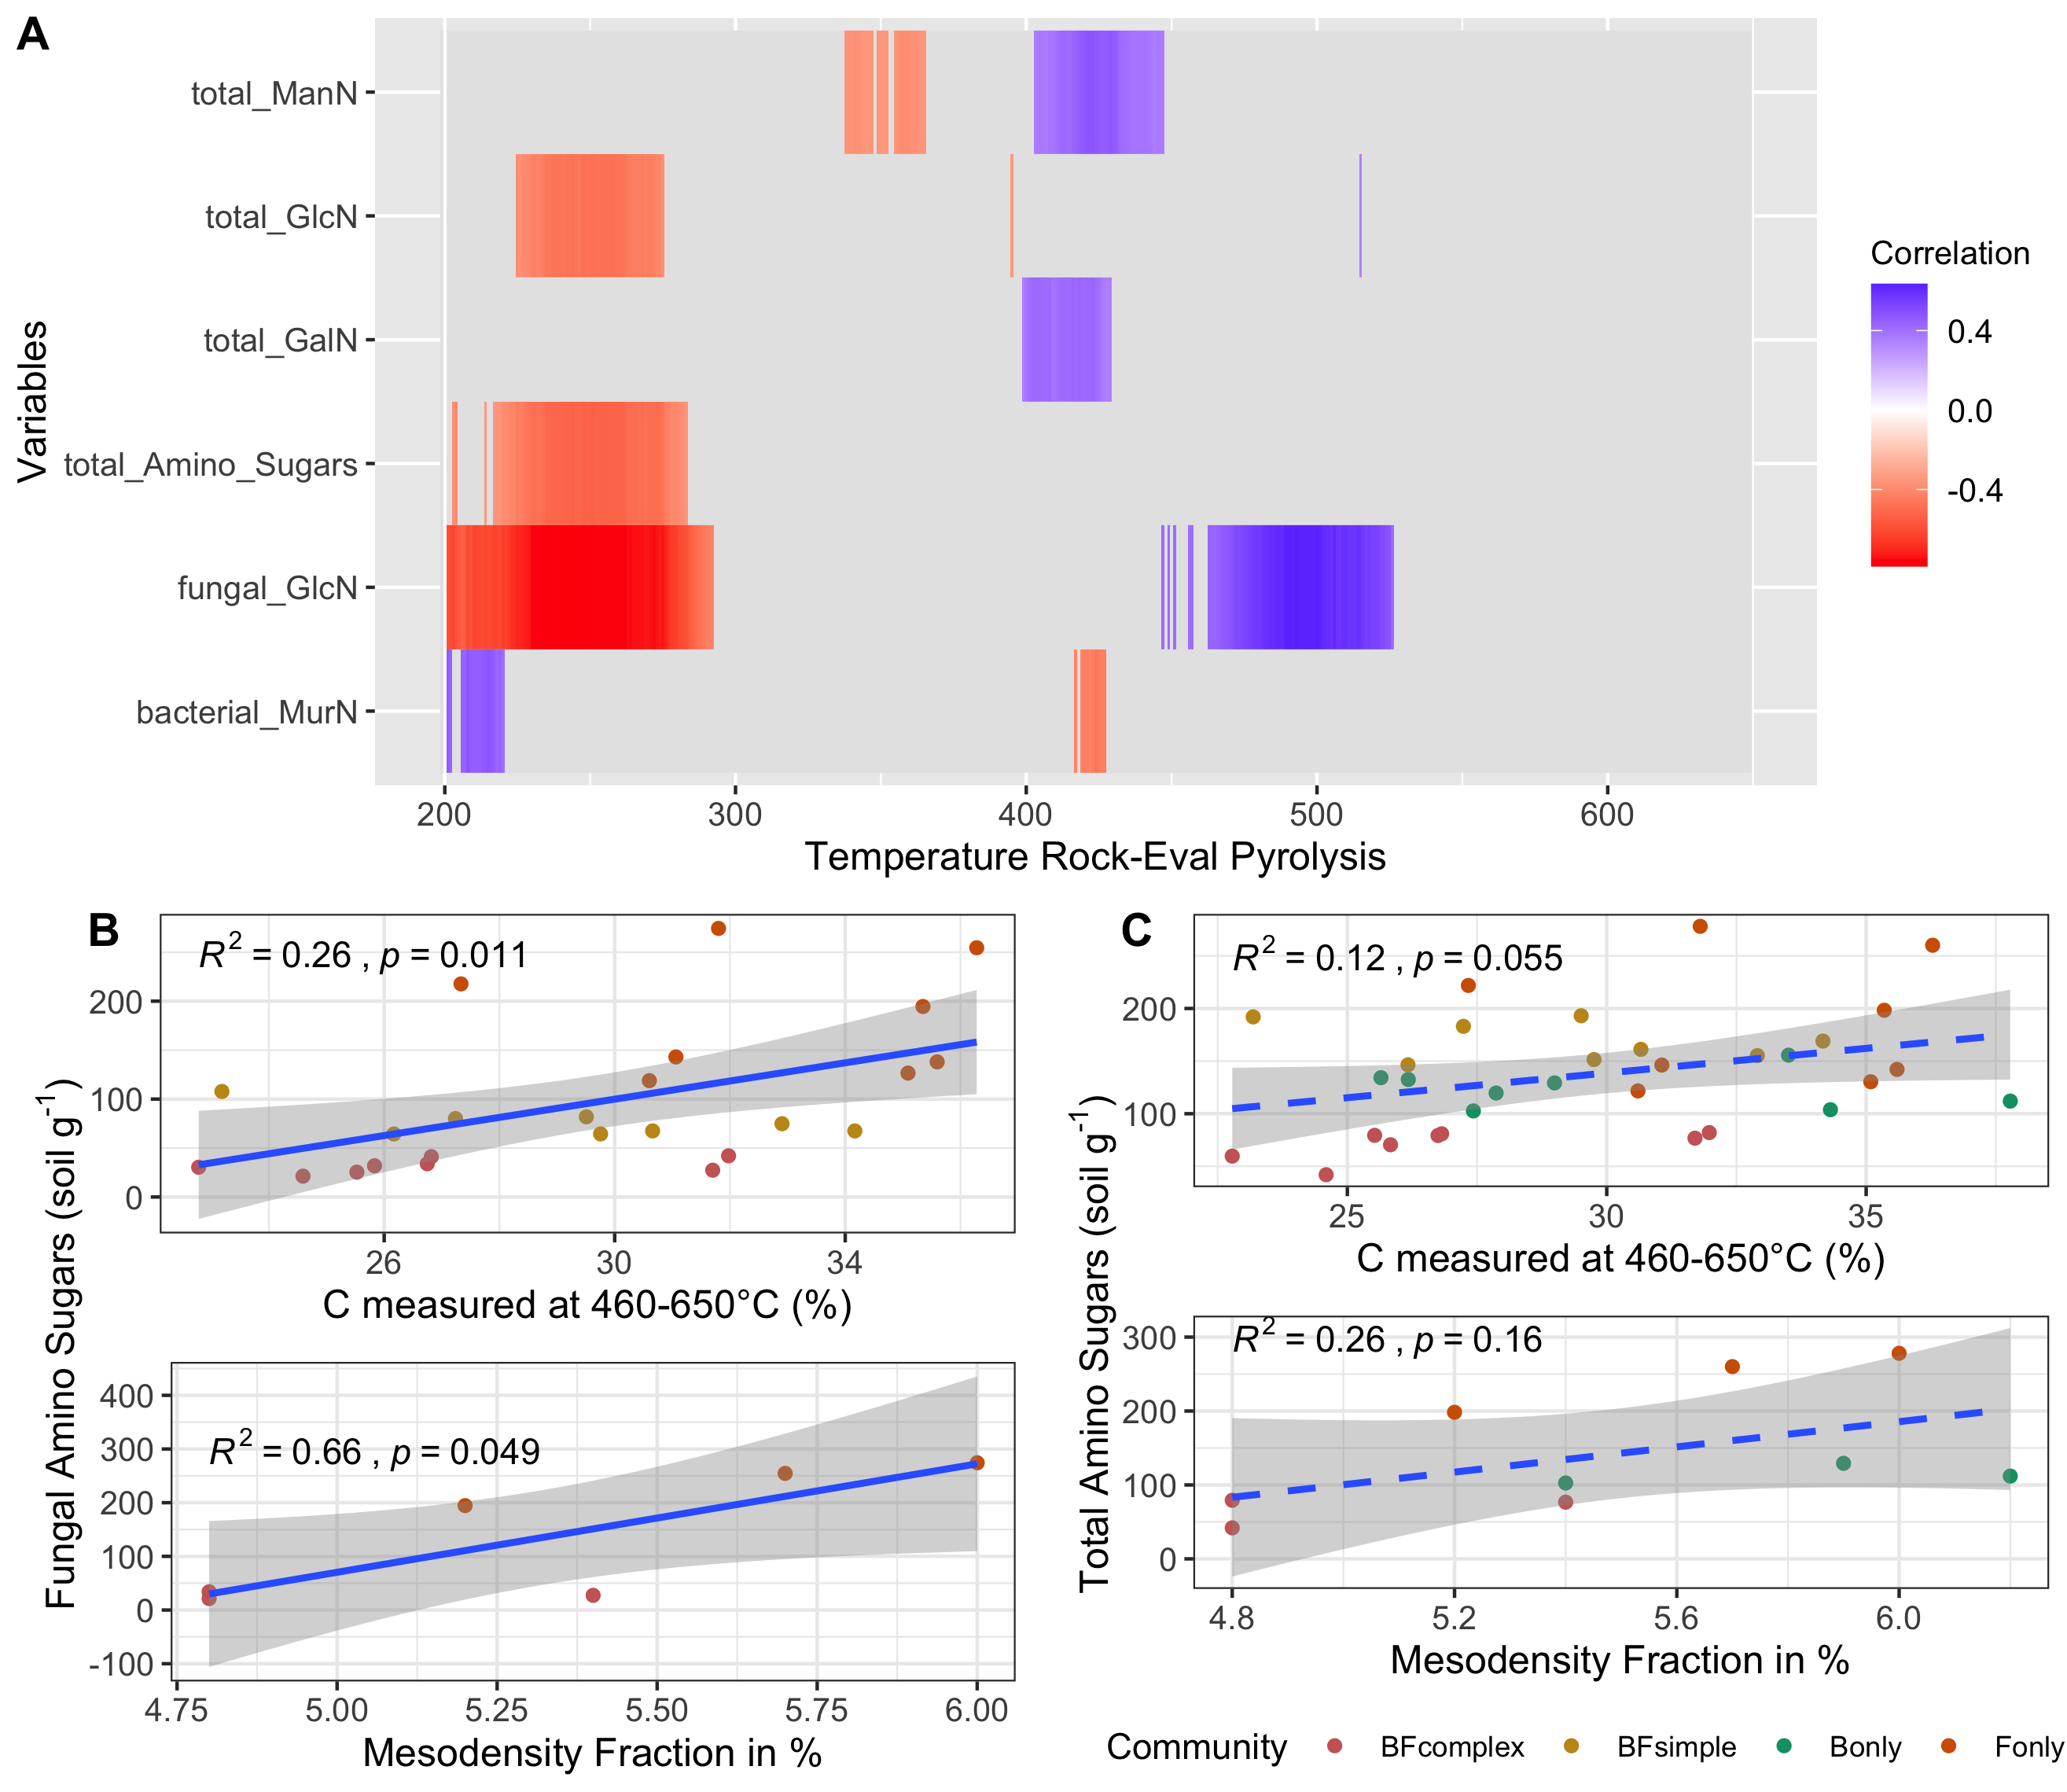 A
total_ManN
total_GlcN
total_GalN
total_Amino_Sugars
fungal_GlcN
bacterial_MurN
Variables
200 300 400 500 600
Temperature Rock-Eval Pyrolysis
Correlation
0.4
0.0
-0.4
B
R² = 0.26 , p = 0.011
200
100
0
26 30 34
C measured at 460-650°C (%)
R² = 0.66 , p = 0.049
400
300
200
100
0
-100
4.75 5.00 5.25 5.50 5.75 6.00
Mesodensity Fraction in %
Fungal Amino Sugars (soil g⁻¹)
C
R² = 0.12 , p = 0.055
200
100
25 30 35
C measured at 460-650°C (%)
R² = 0.26 , p = 0.16
300
200
100
0
4.8 5.2 5.6 6.0
Mesodensity Fraction in %
Total Amino Sugars (soil g⁻¹)
Community BFcomplex BFsimple Bonly Fonly